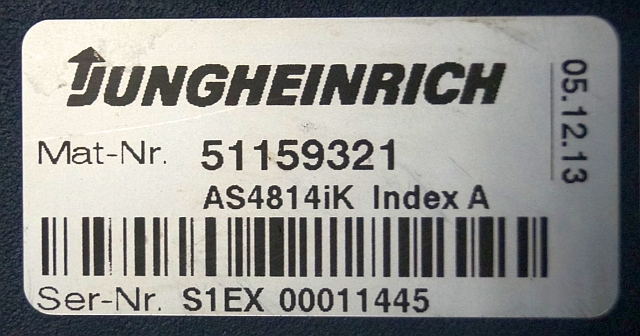 JUNGHEINRICH
05.12.13
Mat-Nr. 51159321
AS4814iK Index A
Ser-Nr. S1EX 00011445